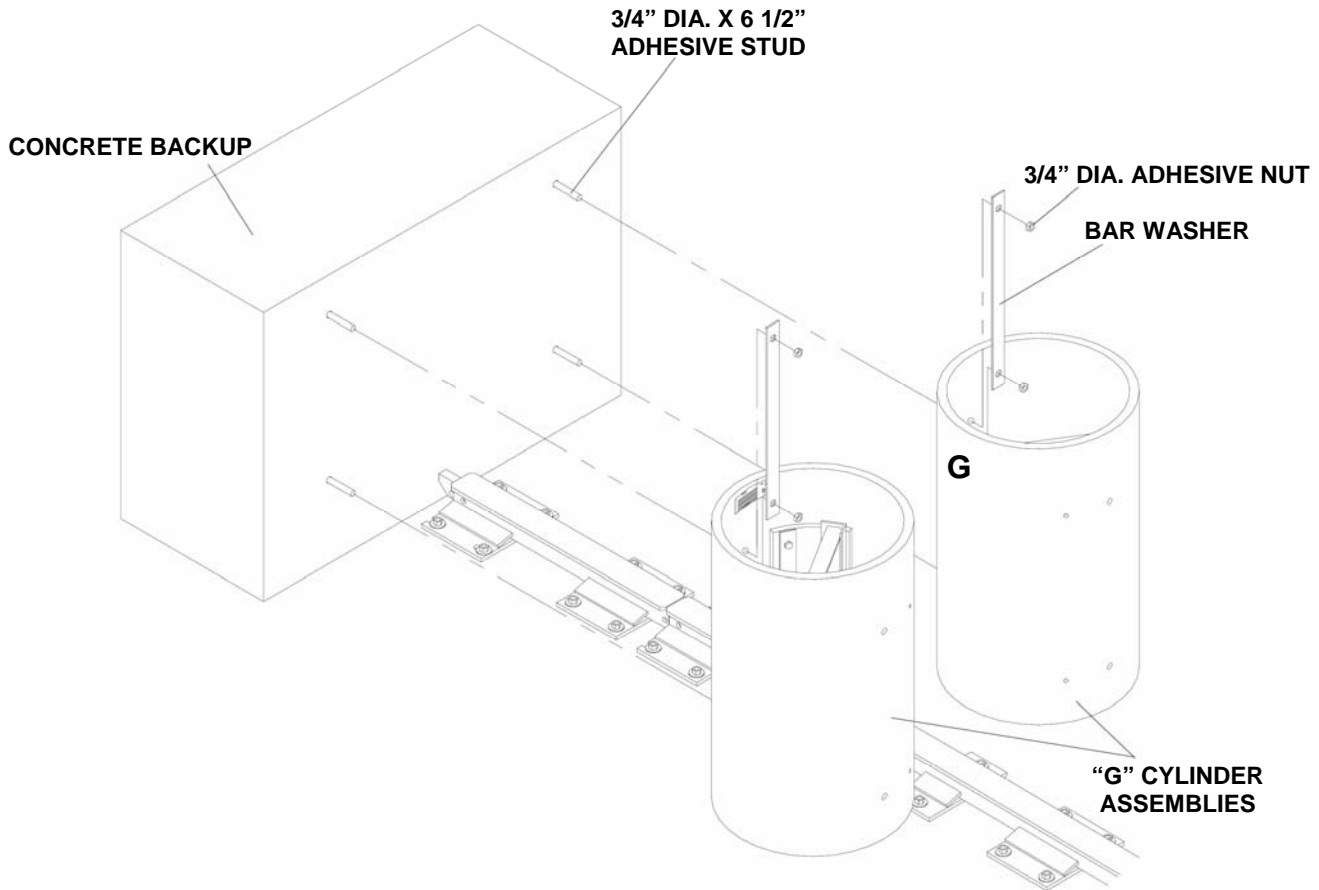 3/4” DIA. X 6 1/2”
ADHESIVE STUD
CONCRETE BACKUP
3/4” DIA. ADHESIVE NUT
BAR WASHER
G
“G” CYLINDER
ASSEMBLIES